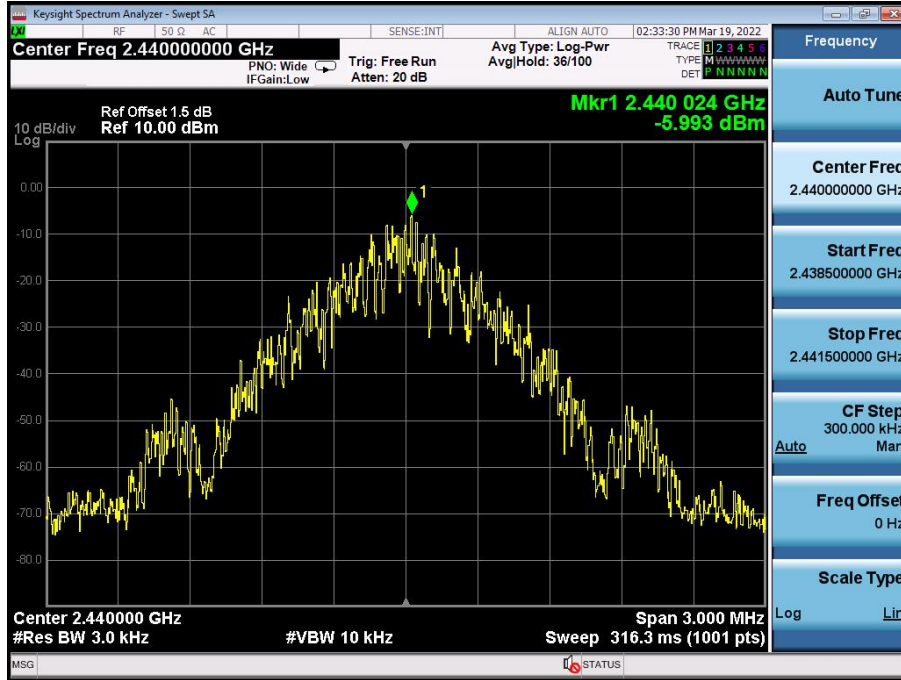 Keysight Spectrum Analyzer - Swept SA
LXI RF 50 Ω AC SENSE:INT ALIGN AUTO 02:33:30 PM Mar 19, 2022
Center Freq 2.440000000 GHz
PNO: Wide
IFGain:Low
Trig: Free Run
Atten: 20 dB
Avg Type: Log-Pwr
Avg|Hold: 36/100
TRACE 1 2 3 4 5 6
TYPE M WWWWW
DET P N N N N N
Mkr1 2.440 024 GHz
-5.993 dBm
Ref Offset 1.5 dB
10 dB/div Ref 10.00 dBm
Log
1
0.00
-10.0
-20.0
-30.0
-40.0
-50.0
-60.0
-70.0
-80.0
Center 2.440000 GHz Span 3.000 MHz
#Res BW 3.0 kHz #VBW 10 kHz Sweep 316.3 ms (1001 pts)
MSG STATUS
Frequency
Auto Tune
Center Freq
2.440000000 GHz
Start Freq
2.438500000 GHz
Stop Freq
2.441500000 GHz
CF Step
300.000 kHz
Auto Man
Freq Offset
0 Hz
Scale Type
Log Lin